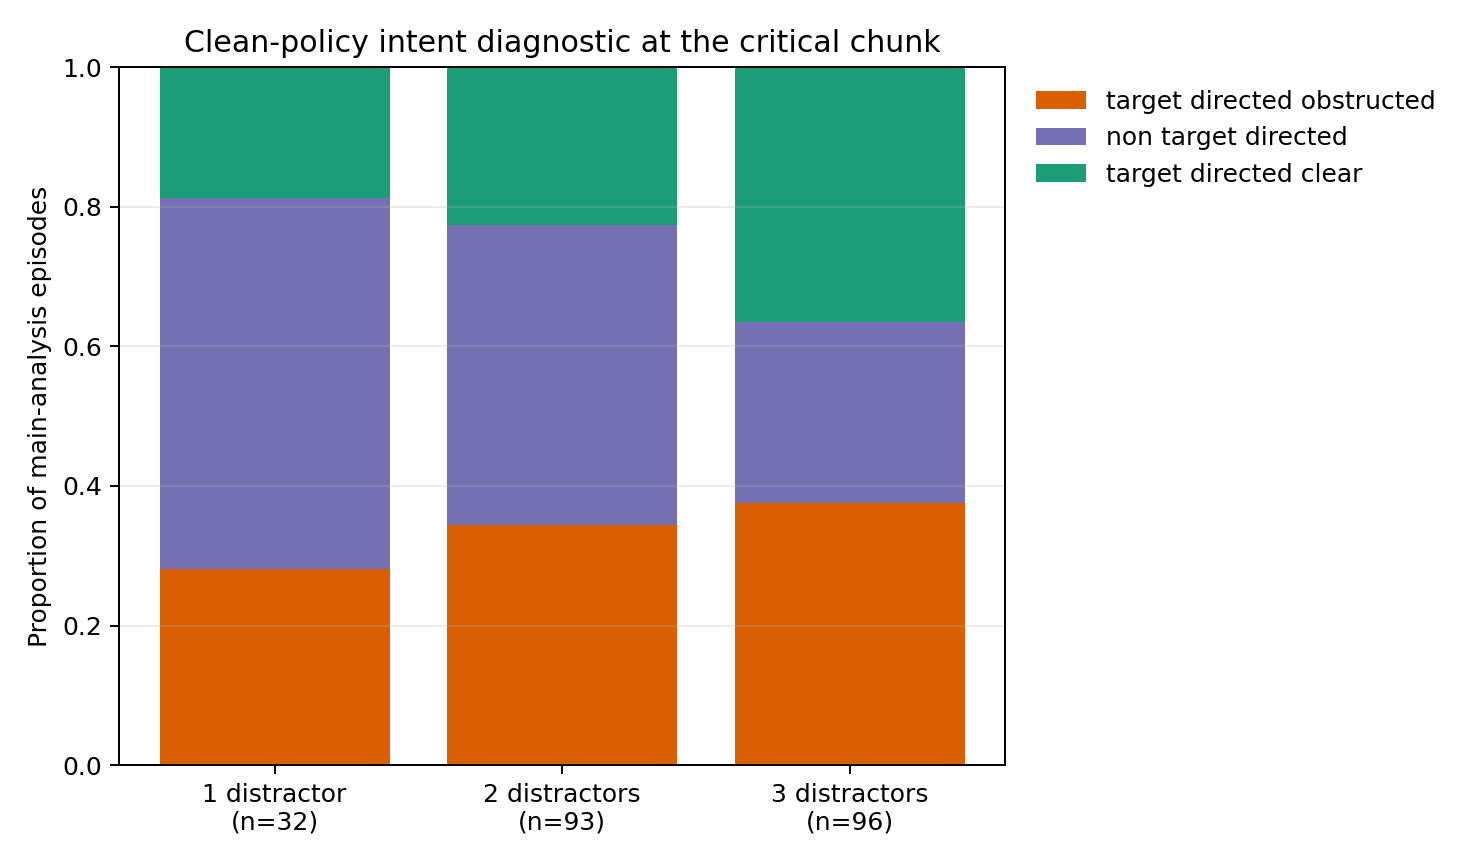 Clean-policy intent diagnostic at the critical chunk
Proportion of main-analysis episodes
1.0
0.8
0.6
0.4
0.2
0.0
1 distractor
(n=32)
2 distractors
(n=93)
3 distractors
(n=96)
target directed obstructed
non target directed
target directed clear